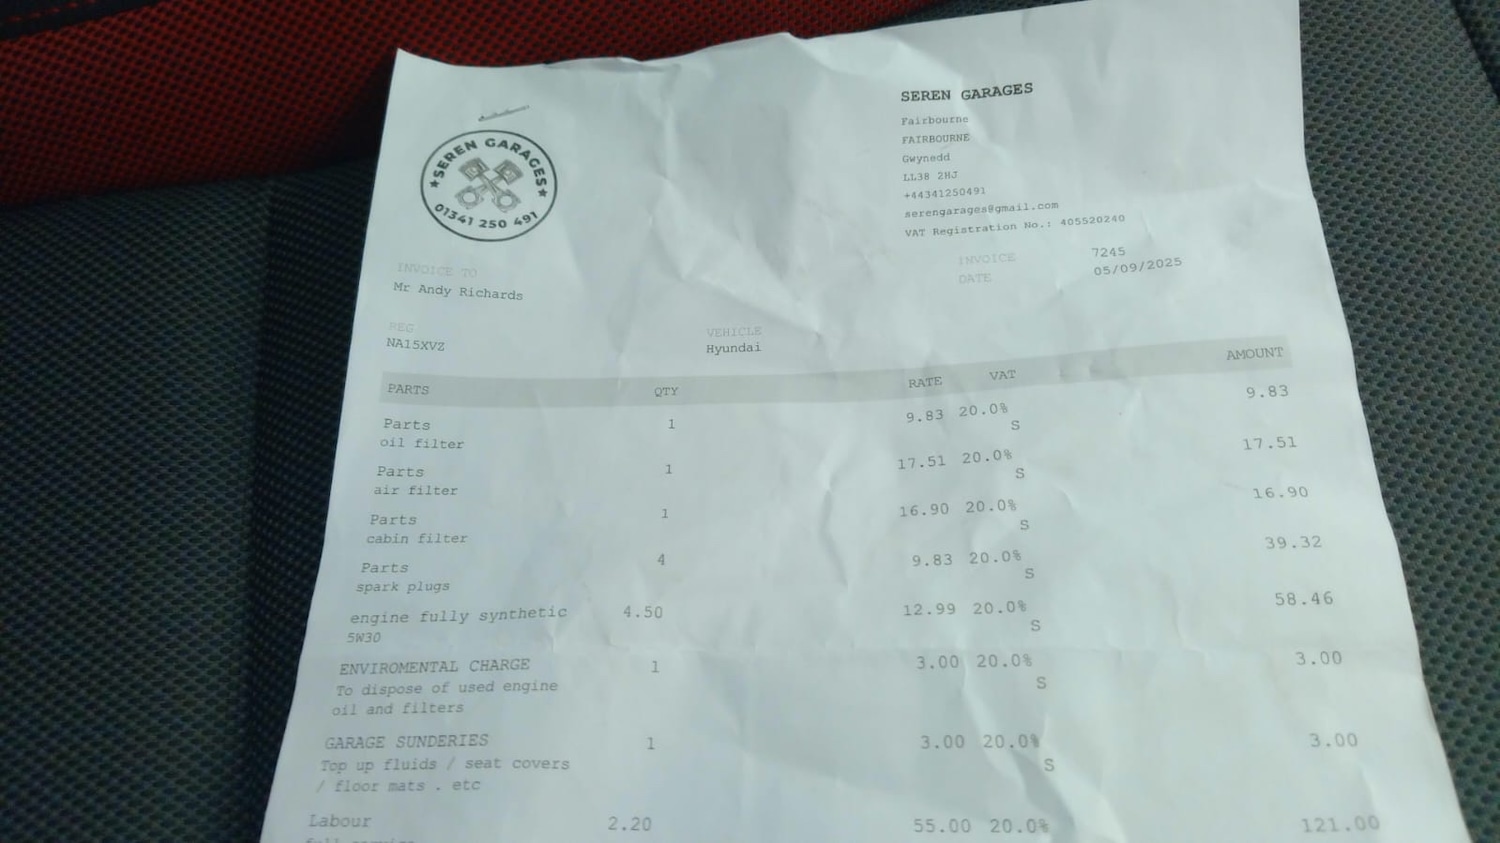 SEREN GARAGES
01341 250 491
SEREN GARAGES
Fairbourne
FAIRBOURNE
Gwynedd
LL38 2HJ
+44341250491
serengarages@gmail.com
VAT Registration No.: 405520240
INVOICE 7245
DATE 05/09/2025
INVOICE TO
Mr Andy Richards
REG VEHICLE
NA15XVZ Hyundai
PARTS QTY RATE VAT AMOUNT
Parts 1 9.83 20.0% 9.83
oil filter S
Parts 1 17.51 20.0% 17.51
air filter S
Parts 1 16.90 20.0% 16.90
cabin filter S
Parts 4 9.83 20.0% 39.32
spark plugs S
engine fully synthetic 4.50 12.99 20.0% 58.46
5W30 S
ENVIROMENTAL CHARGE 1 3.00 20.0% 3.00
To dispose of used engine S
oil and filters
GARAGE SUNDERIES 1 3.00 20.0% 3.00
Top up fluids / seat covers S
/ floor mats . etc
Labour 2.20 55.00 20.0% 121.00